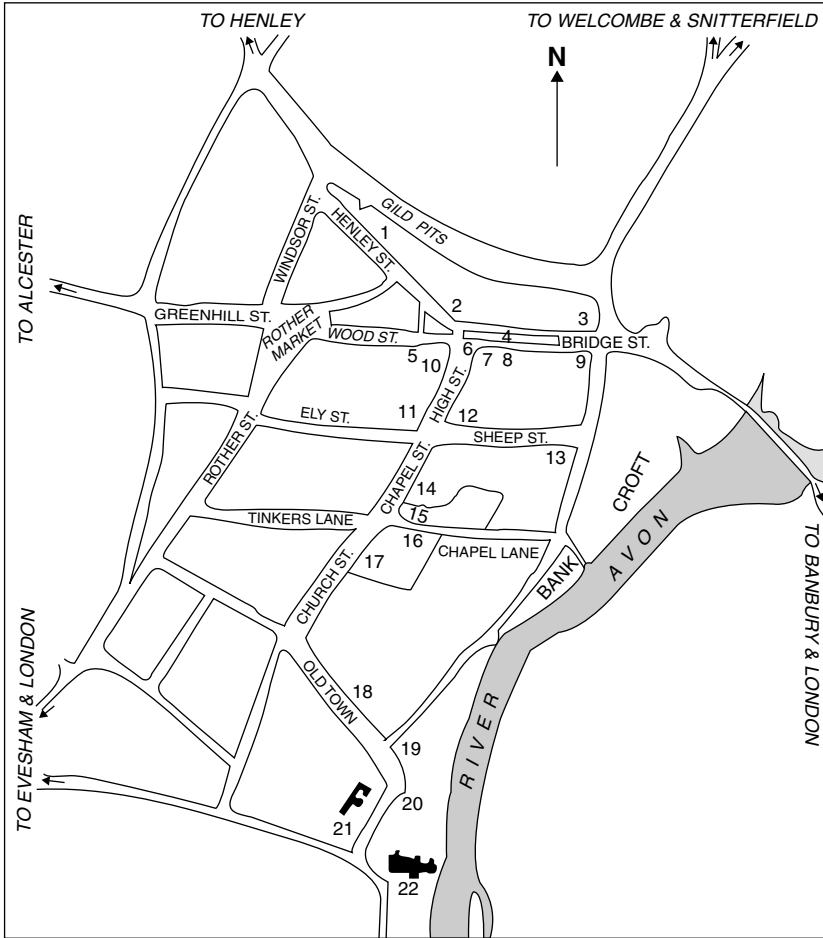 TO HENLEY
TO WELCOMBE & SNITTERFIELD
N
TO ALCESTER
WINDSOR ST.
HENLEY ST.
1
GILD PITS
GREENHILL ST.
ROTHER
MARKET
WOOD ST.
2
3
4
BRIDGE ST.
5
6
7
8
9
10
HIGH ST.
11
12
ELY ST.
SHEEP ST.
13
ROTHER ST.
CHAPEL ST.
14
15
CROFT
TINKERS LANE
16
CHAPEL LANE
17
CHURCH ST.
BANK
RIVER AVON
TO BANBURY & LONDON
TO EVESHAM & LONDON
OLD TOWN
18
19
20
21
22